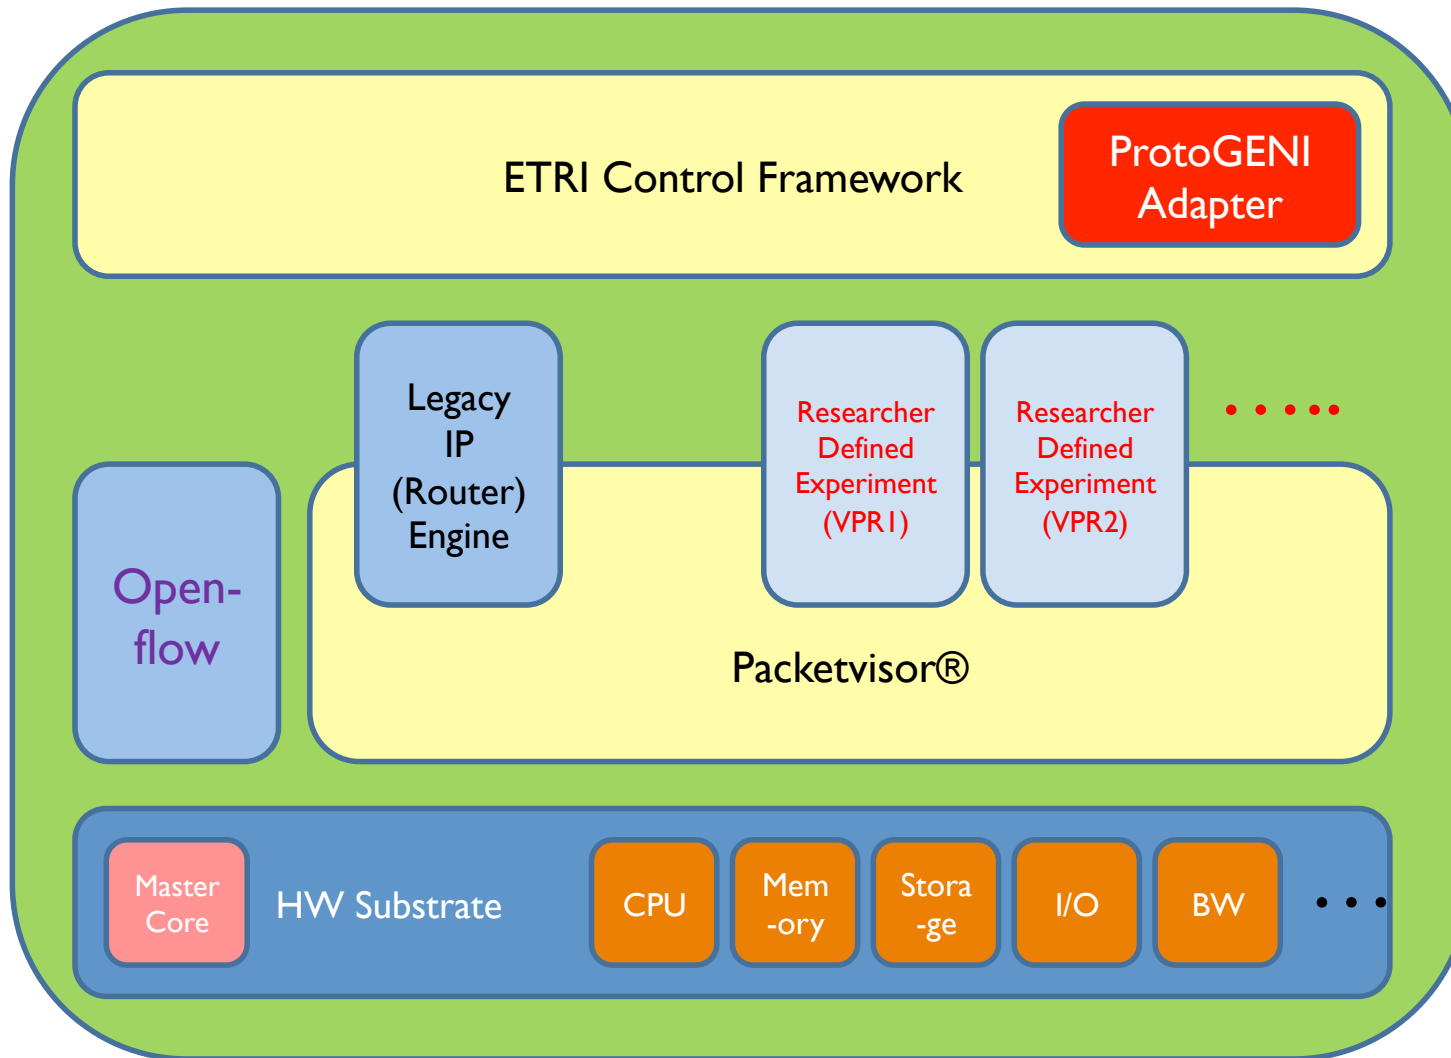 ETRI Control Framework
ProtoGENI
Adapter
Legacy
IP
(Router)
Engine
Researcher
Defined
Experiment
(VPR1)
Researcher
Defined
Experiment
(VPR2)
.....
Open-
flow
Packetvisor®
Master
Core
HW Substrate
CPU
Mem
-ory
Stora
-ge
I/O
BW
...